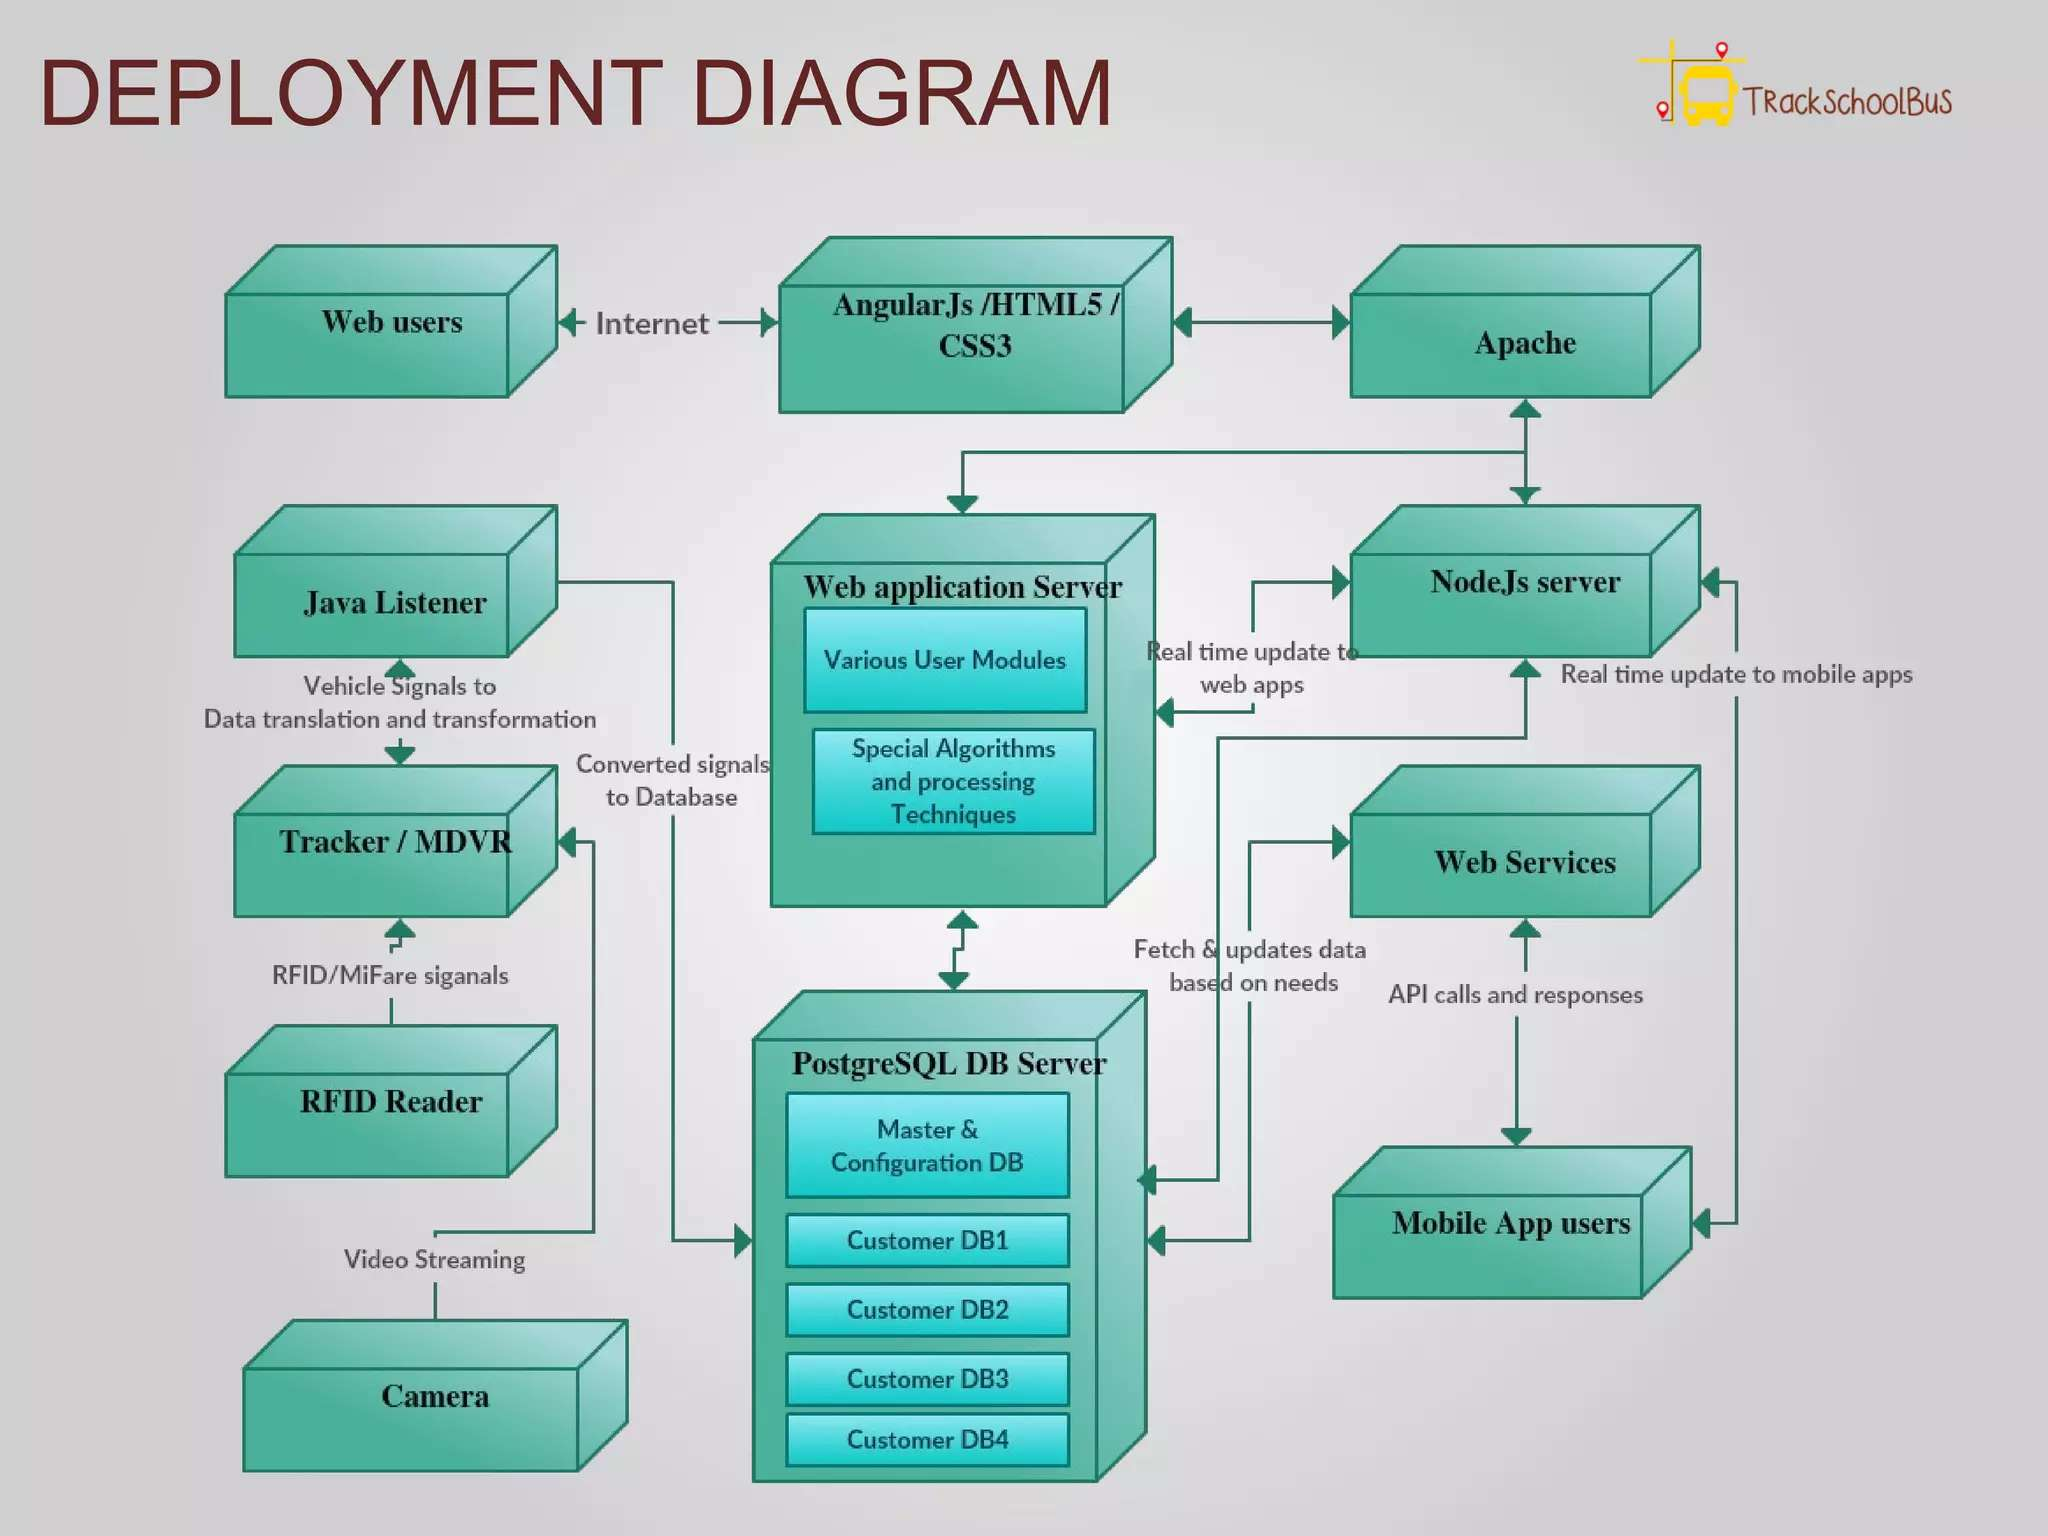 DEPLOYMENT DIAGRAM
TRackSchoolBus
Web users
Internet
AngularJs /HTML5 /
CSS3
Apache
Java Listener
Vehicle Signals to
Data translation and transformation
Converted signals
to Database
Tracker / MDVR
RFID/MiFare siganals
RFID Reader
Video Streaming
Camera
Web application Server
Various User Modules
Special Algorithms
and processing
Techniques
PostgreSQL DB Server
Master &
Configuration DB
Customer DB1
Customer DB2
Customer DB3
Customer DB4
NodeJs server
Real time update to
web apps
Real time update to mobile apps
Web Services
Fetch & updates data
based on needs
API calls and responses
Mobile App users